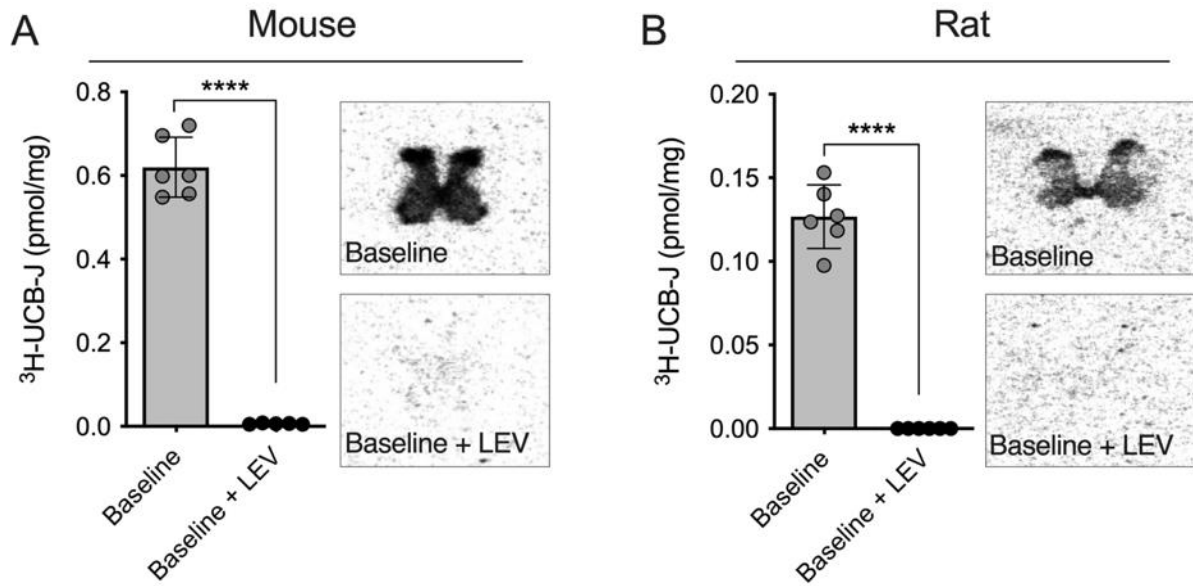 A
Mouse
³H-UCB-J (pmol/mg)
0.8
0.6
0.4
0.2
0.0
****
Baseline
Baseline + LEV
Baseline
Baseline + LEV
B
Rat
³H-UCB-J (pmol/mg)
0.20
0.15
0.10
0.05
0.00
****
Baseline
Baseline + LEV
Baseline
Baseline + LEV